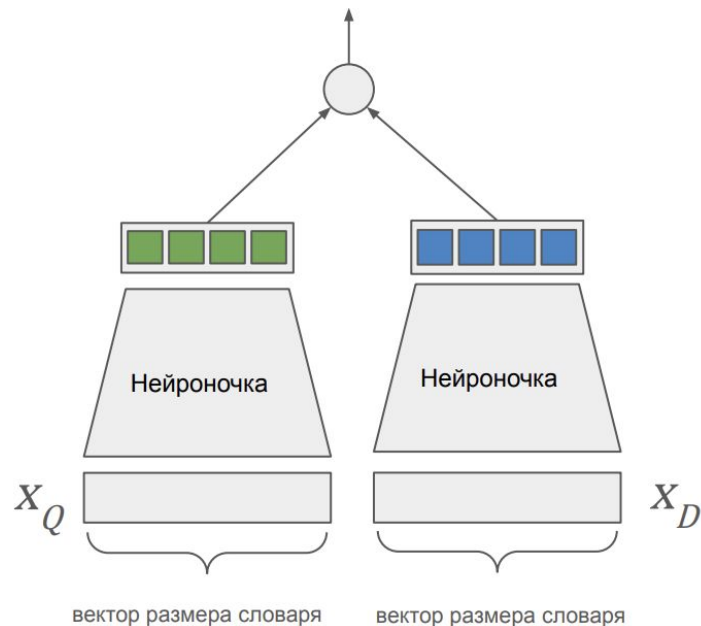 Нейроночка
Нейроночка
X_Q
X_D
вектор размера словаря
вектор размера словаря